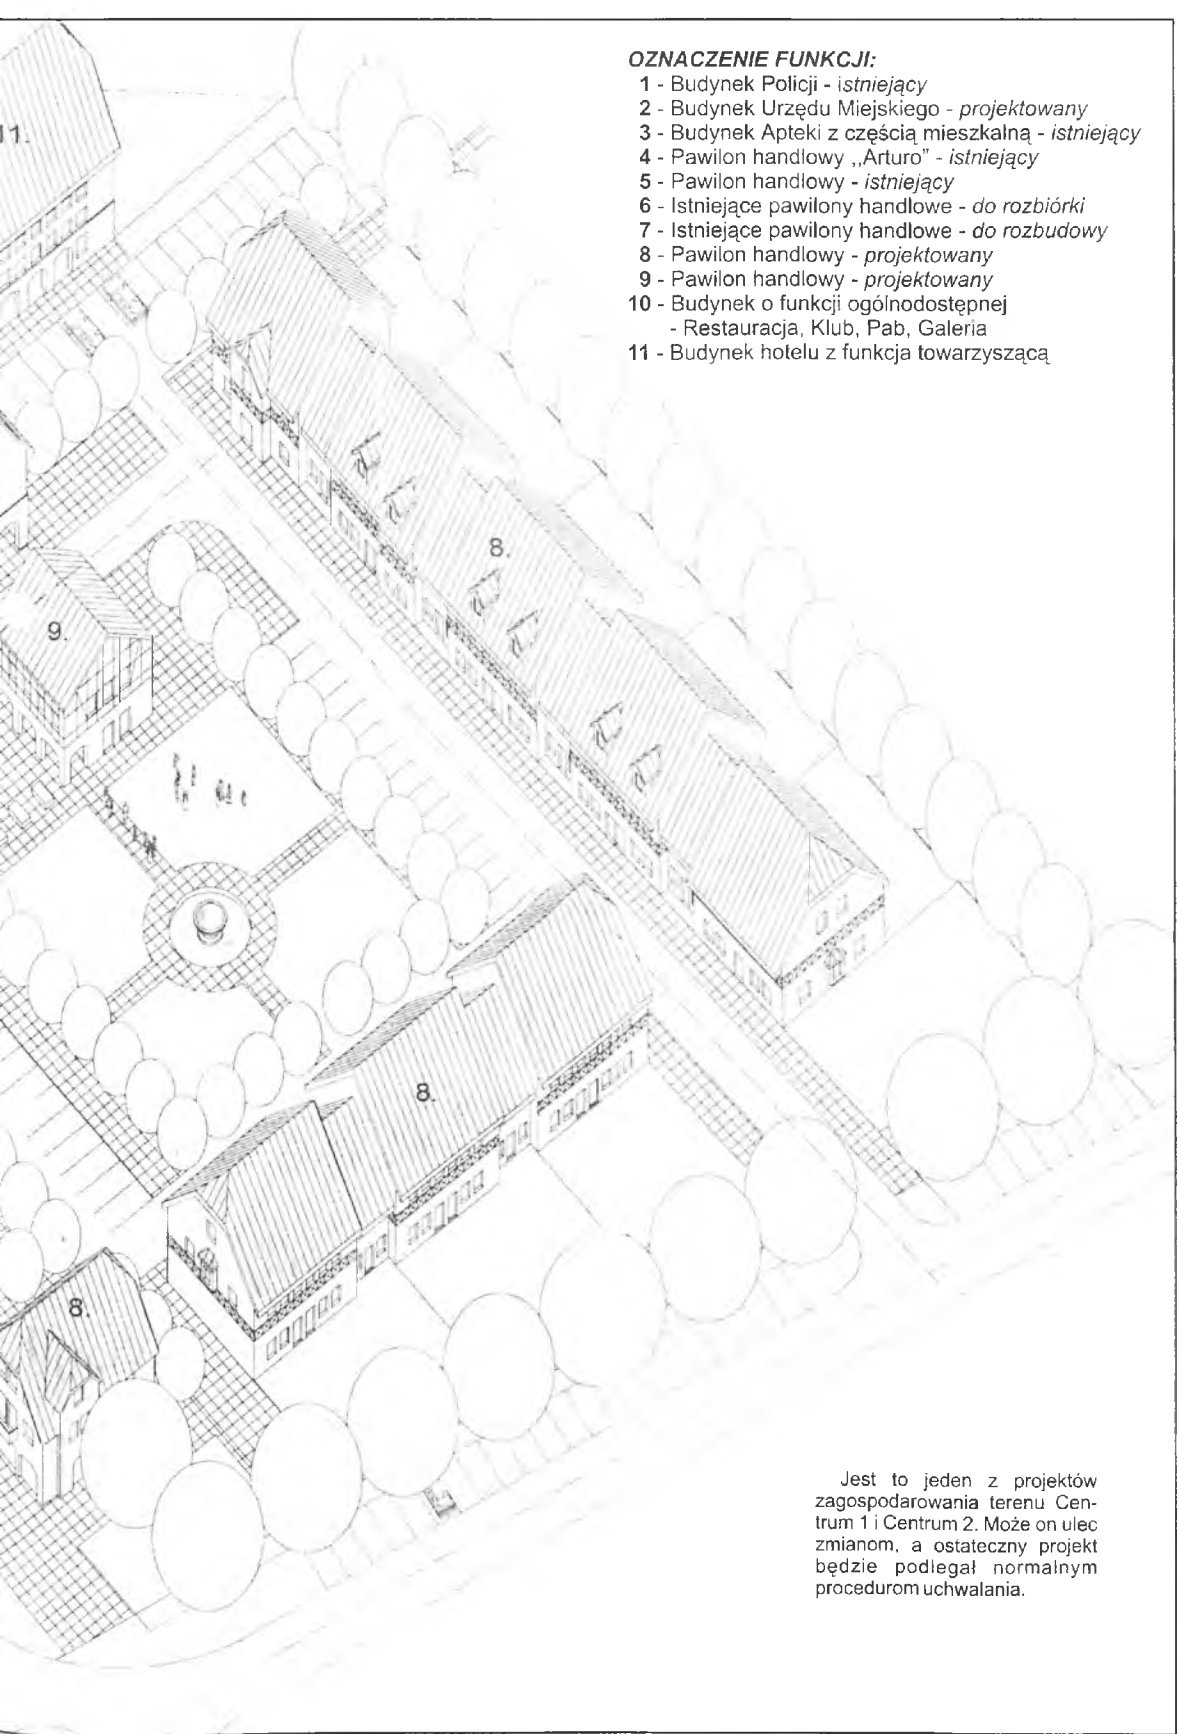 OZNACZENIE FUNKCJI:
1 - Budynek Policji - istniejący
2 - Budynek Urzędu Miejskiego - projektowany
3 - Budynek Apteki z częścią mieszkalną - istniejący
4 - Pawilon handlowy ,,Arturo" - istniejący
5 - Pawilon handlowy - istniejący
6 - Istniejące pawilony handlowe - do rozbiórki
7 - Istniejące pawilony handlowe - do rozbudowy
8 - Pawilon handlowy - projektowany
9 - Pawilon handlowy - projektowany
10 - Budynek o funkcji ogólnodostępnej
- Restauracja, Klub, Pab, Galeria
11 - Budynek hotelu z funkcja towarzyszącą
11.
8.
9.
8.
8.
Jest to jeden z projektów
zagospodarowania terenu Cen-
trum 1 i Centrum 2. Może on ulec
zmianom, a ostateczny projekt
będzie podlegał normalnym
procedurom uchwalania.